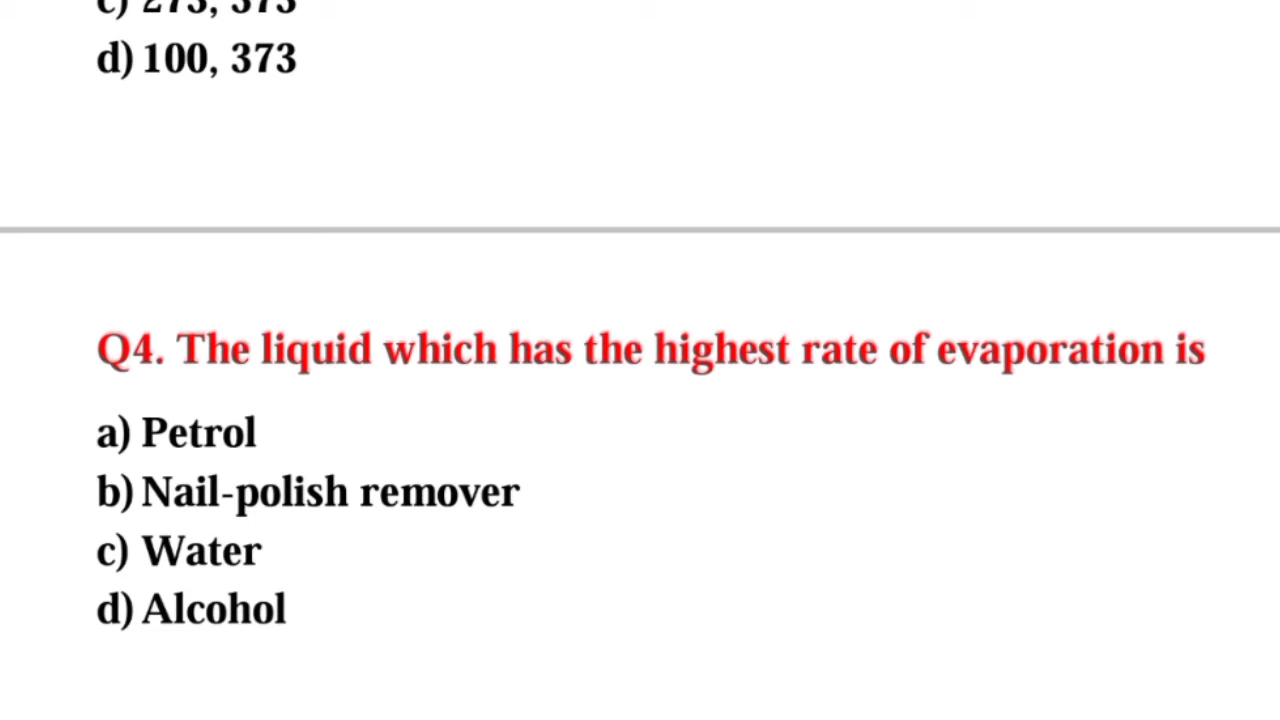 c) 273, 373
d) 100, 373
Q4. The liquid which has the highest rate of evaporation is
a) Petrol
b) Nail-polish remover
c) Water
d) Alcohol